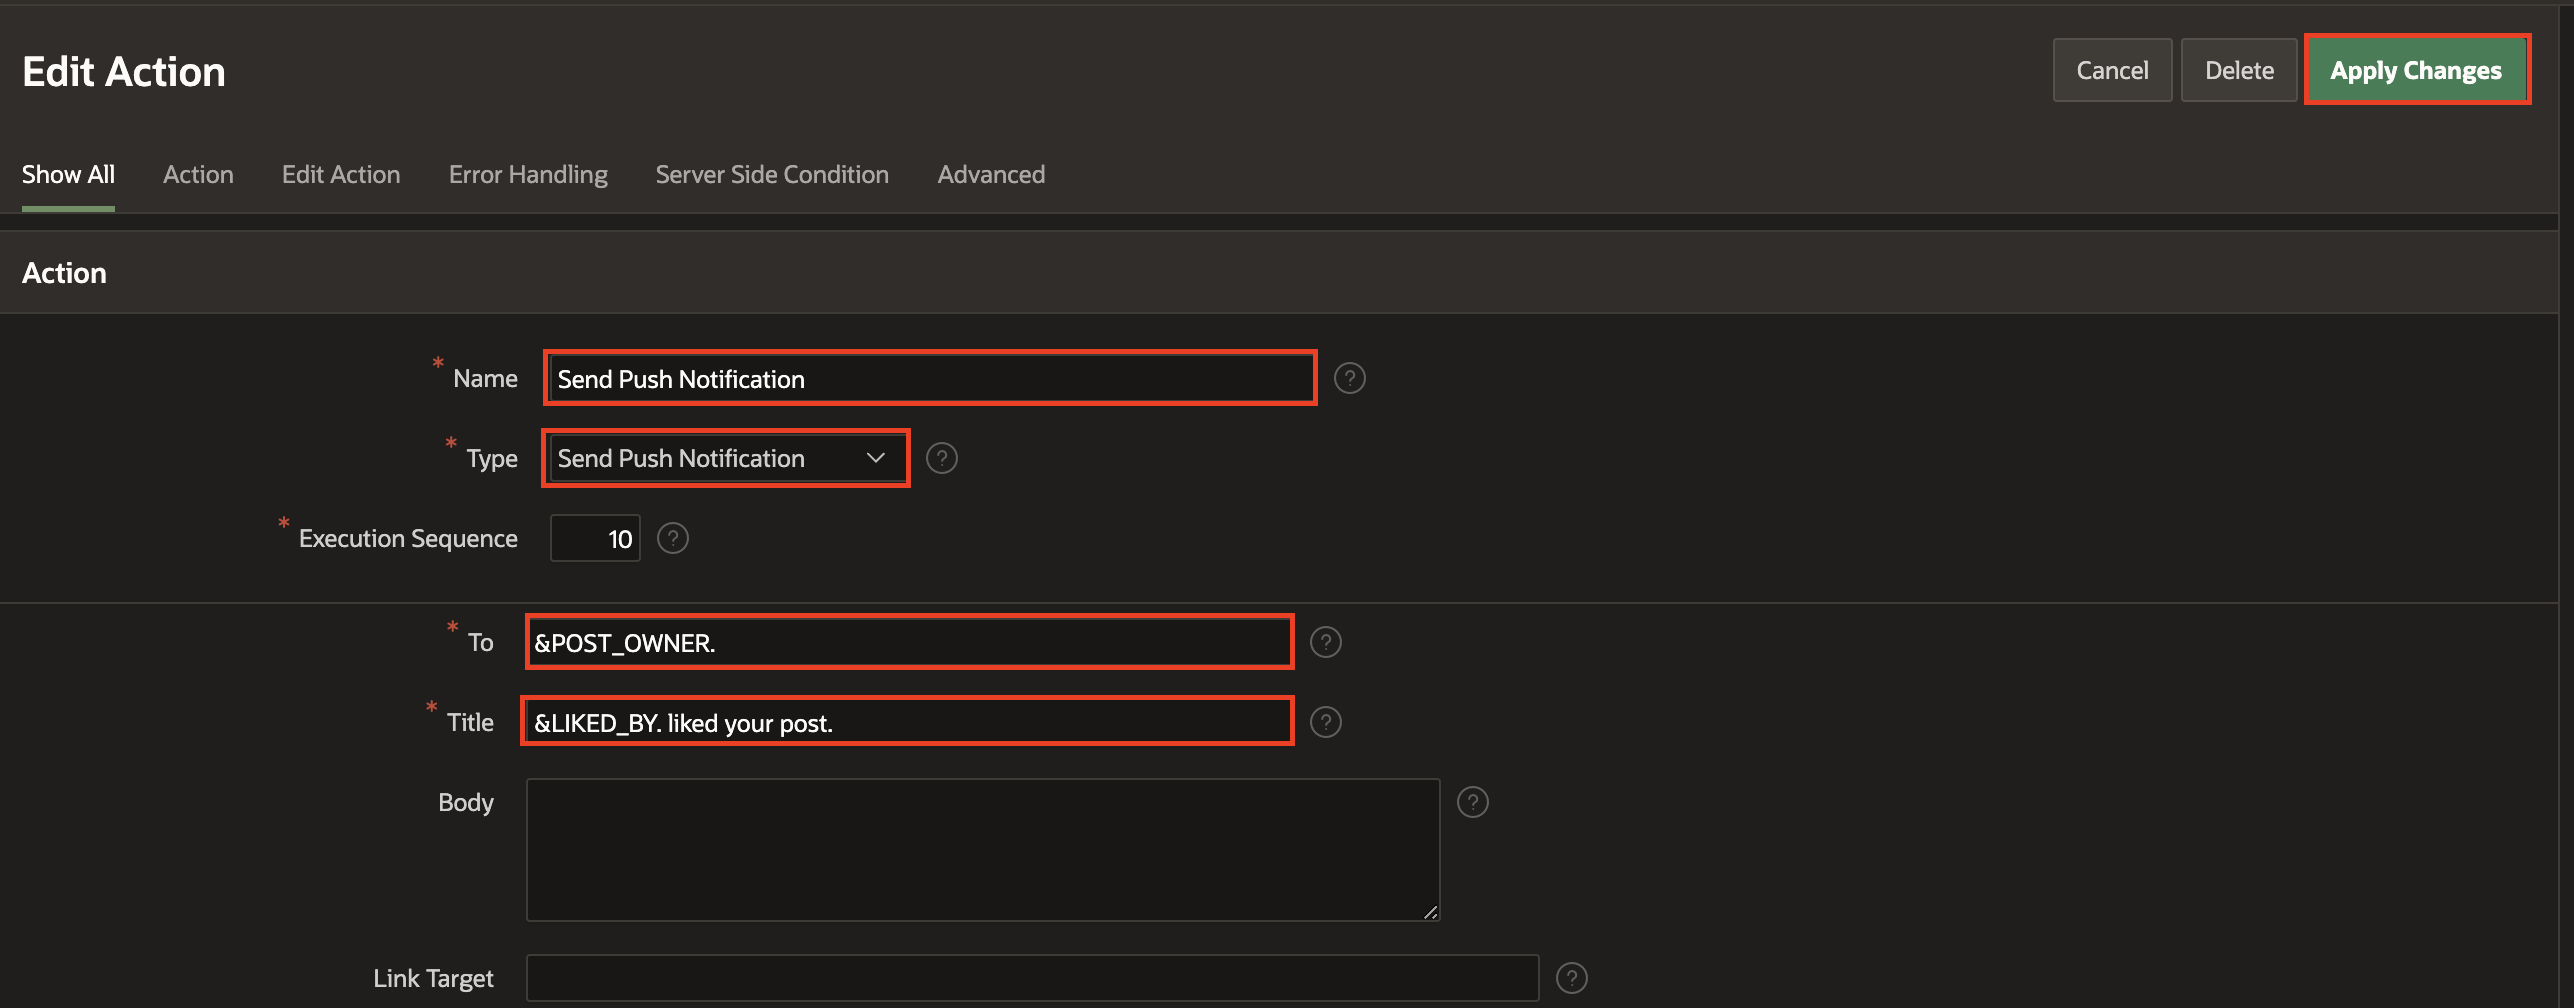 Edit Action
Cancel Delete Apply Changes
Show All Action Edit Action Error Handling Server Side Condition Advanced
Action
* Name Send Push Notification ?
* Type Send Push Notification ?
* Execution Sequence 10 ?
* To &POST_OWNER. ?
* Title &LIKED_BY. liked your post. ?
Body ?
Link Target ?